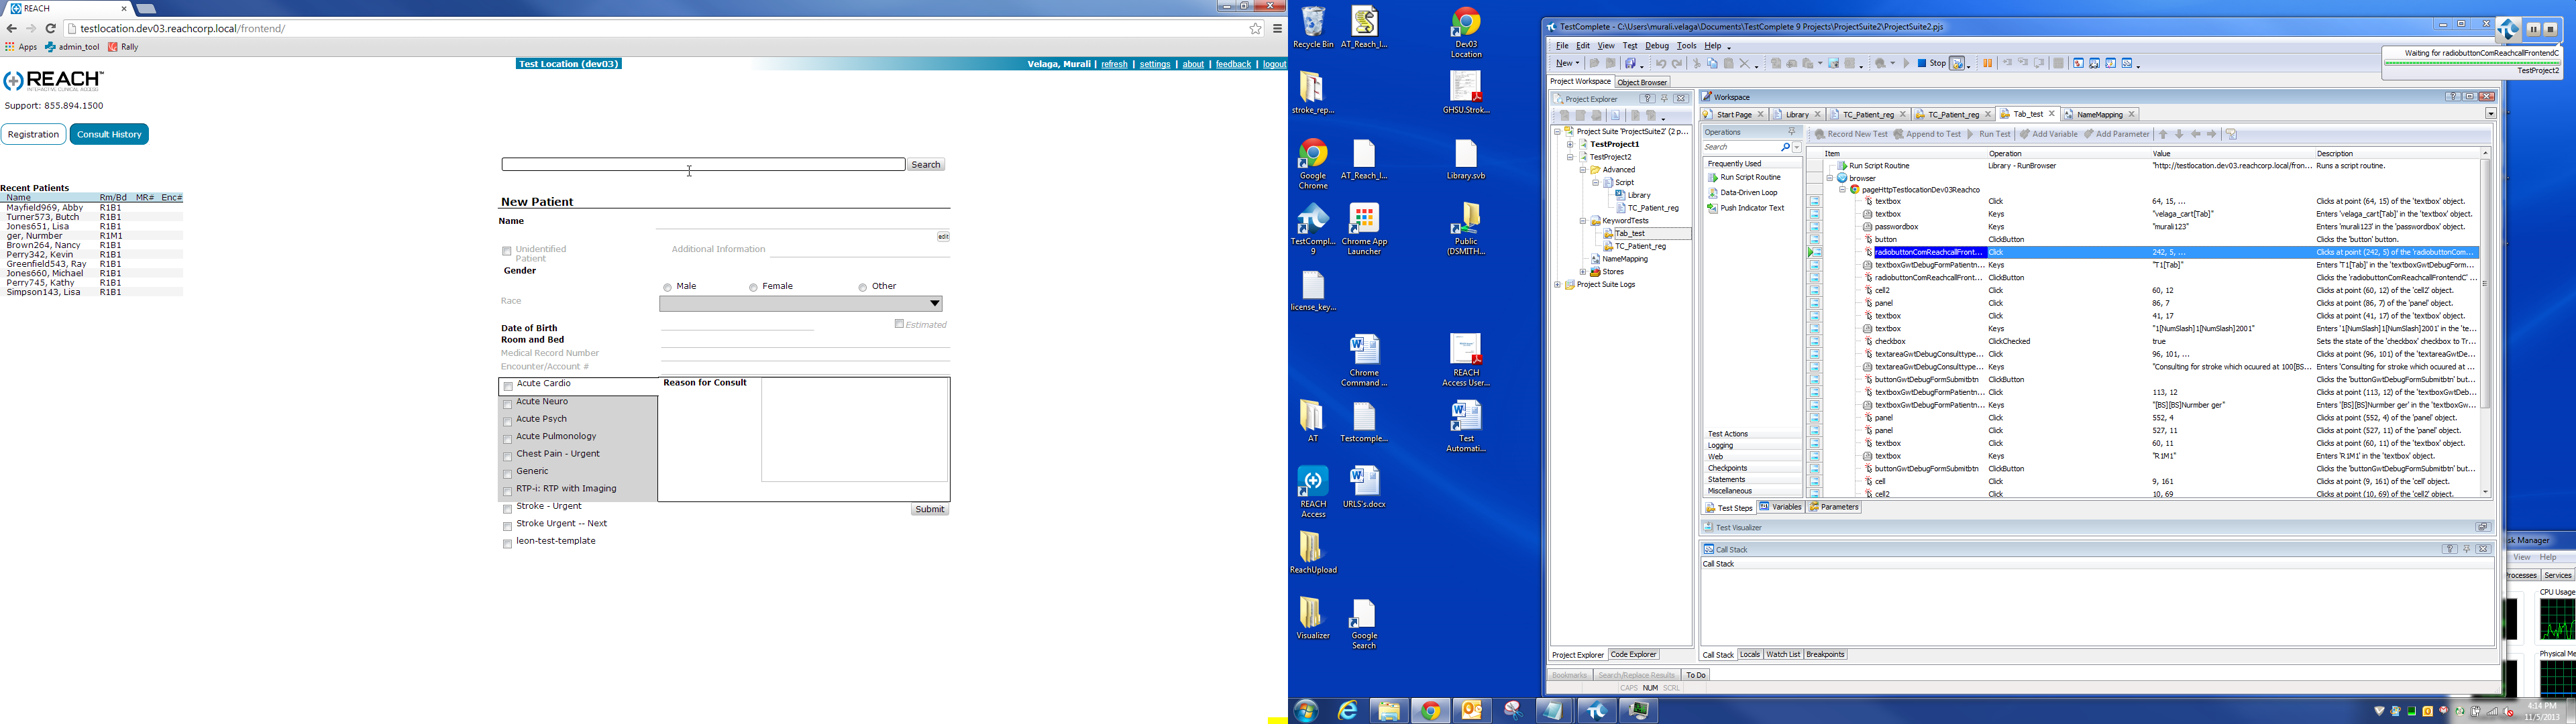 REACH
testlocation.dev03.reachcorp.local/frontend/
Apps admin_tool Rally
Test Location (dev03)
Velaga, Murali | refresh | settings | about | feedback | logout
REACH™
INTERACTIVE CLINICAL ACCESS
Support: 855.894.1500
Registration Consult History
Search
Recent Patients
Name Rm/Bd MR# Enc#
Mayfield969, Abby R1B1
Turner573, Butch R1B1
Jones651, Lisa R1B1
ger, Nurmber R1M1
Brown264, Nancy R1B1
Perry342, Kevin R1B1
Greenfield543, Ray R1B1
Jones660, Michael R1B1
Perry745, Kathy R1B1
Simpson143, Lisa R1B1
New Patient
Name
edit
Unidentified Patient
Additional Information
Gender
Male Female Other
Race
Date of Birth
Estimated
Room and Bed
Medical Record Number
Encounter/Account #
Acute Cardio
Acute Neuro
Acute Psych
Acute Pulmonology
Chest Pain - Urgent
Generic
RTP-i: RTP with Imaging
Stroke - Urgent
Stroke Urgent -- Next
leon-test-template
Reason for Consult
Submit
Recycle Bin AT_Reach_I... Dev03 Location
stroke_rep... GHSU.Strok...
Google Chrome AT_Reach_I... Library.svb
TestCompl... 9 Chrome App Launcher Public (DSMITH...
license_key...
Chrome Command ... REACH Access User...
AT Testcomple... Test Automati...
REACH Access URLS's.docx
ReachUpload
Visualizer Google Search
TestComplete - C:\Users\murali.velaga\Documents\TestComplete 9 Projects\ProjectSuite2\ProjectSuite2.pjs
File Edit View Test Debug Tools Help
New Stop
Waiting for radiobuttonComReachcallFrontendC
TestProject2
Project Workspace Object Browser
Project Explorer
Project Suite 'ProjectSuite2' (2 p...
TestProject1
TestProject2
Advanced
Script
Library
TC_Patient_reg
KeywordTests
Tab_test
TC_Patient_reg
NameMapping
Stores
Project Suite Logs
Workspace
Start Page Library TC_Patient_reg TC_Patient_reg Tab_test NameMapping
Operations
Record New Test Append to Test Run Test Add Variable Add Parameter
Search
Frequently Used
Run Script Routine
Data-Driven Loop
Push Indicator Text
Test Actions
Logging
Web
Checkpoints
Statements
Miscellaneous
Item Operation Value Description
Run Script Routine Library - RunBrowser "http://testlocation.dev03.reachcorp.local/fron... Runs a script routine.
browser
pageHttpTestlocationDev03Reachco
textbox Click 64, 15, ... Clicks at point (64, 15) of the 'textbox' object.
textbox Keys "velaga_cart[Tab]" Enters 'velaga_cart[Tab]' in the 'textbox' object.
passwordbox Keys "murali123" Enters 'murali123' in the 'passwordbox' object.
button ClickButton Clicks the 'button' button.
radiobuttonComReachcallFront... Click 242, 5, ... Clicks at point (242, 5) of the 'radiobuttonCom...
textboxGwtDebugFormPatientn... Keys "T1[Tab]" Enters 'T1[Tab]' in the 'textboxGwtDebugForm...
radiobuttonComReachcallFront... ClickButton Clicks the 'radiobuttonComReachcallFrontendC' ...
cell2 Click 60, 12 Clicks at point (60, 12) of the 'cell2' object.
panel Click 86, 7 Clicks at point (86, 7) of the 'panel' object.
textbox Click 41, 17 Clicks at point (41, 17) of the 'textbox' object.
textbox Keys "1[NumSlash]1[NumSlash]2001" Enters '1[NumSlash]1[NumSlash]2001' in the 'te...
checkbox ClickChecked true Sets the state of the 'checkbox' checkbox to Tr...
textareaGwtDebugConsulttype... Click 96, 101, ... Clicks at point (96, 101) of the 'textareaGwtDe...
textareaGwtDebugConsulttype... Keys "Consulting for stroke which ocuured at 100[BS... Enters 'Consulting for stroke which ocuured at ...
buttonGwtDebugFormSubmitbtn ClickButton Clicks the 'buttonGwtDebugFormSubmitbtn' but...
textboxGwtDebugFormPatientn... Click 113, 12 Clicks at point (113, 12) of the 'textboxGwtDeb...
textboxGwtDebugFormPatientn... Keys "[BS][BS]Nurmber ger" Enters '[BS][BS]Nurmber ger' in the 'textboxGw...
panel Click 552, 4 Clicks at point (552, 4) of the 'panel' object.
panel Click 527, 11 Clicks at point (527, 11) of the 'panel' object.
textbox Click 60, 11 Clicks at point (60, 11) of the 'textbox' object.
textbox Keys "R1M1" Enters 'R1M1' in the 'textbox' object.
buttonGwtDebugFormSubmitbtn ClickButton Clicks the 'buttonGwtDebugFormSubmitbtn' but...
cell Click 9, 161 Clicks at point (9, 161) of the 'cell' object.
cell2 Click 10, 69 Clicks at point (10, 69) of the 'cell2' object.
Test Steps Variables Parameters
Test Visualizer
Call Stack
Call Stack
Project Explorer Code Explorer
Call Stack Locals Watch List Breakpoints
Bookmarks Search/Replace Results To Do
CAPS NUM SCRL
sk Manager
View Help
rocesses Services
CPU Usage
Physical Me
4:14 PM
11/5/2013